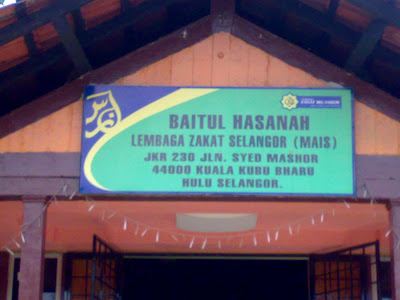 BAITUL HASANAH
LEMBAGA ZAKAT SELANGOR (MAIS)
JKR 230 JLN. SYED MASHOR
44000 KUALA KUBU BHARU
HULU SELANGOR.